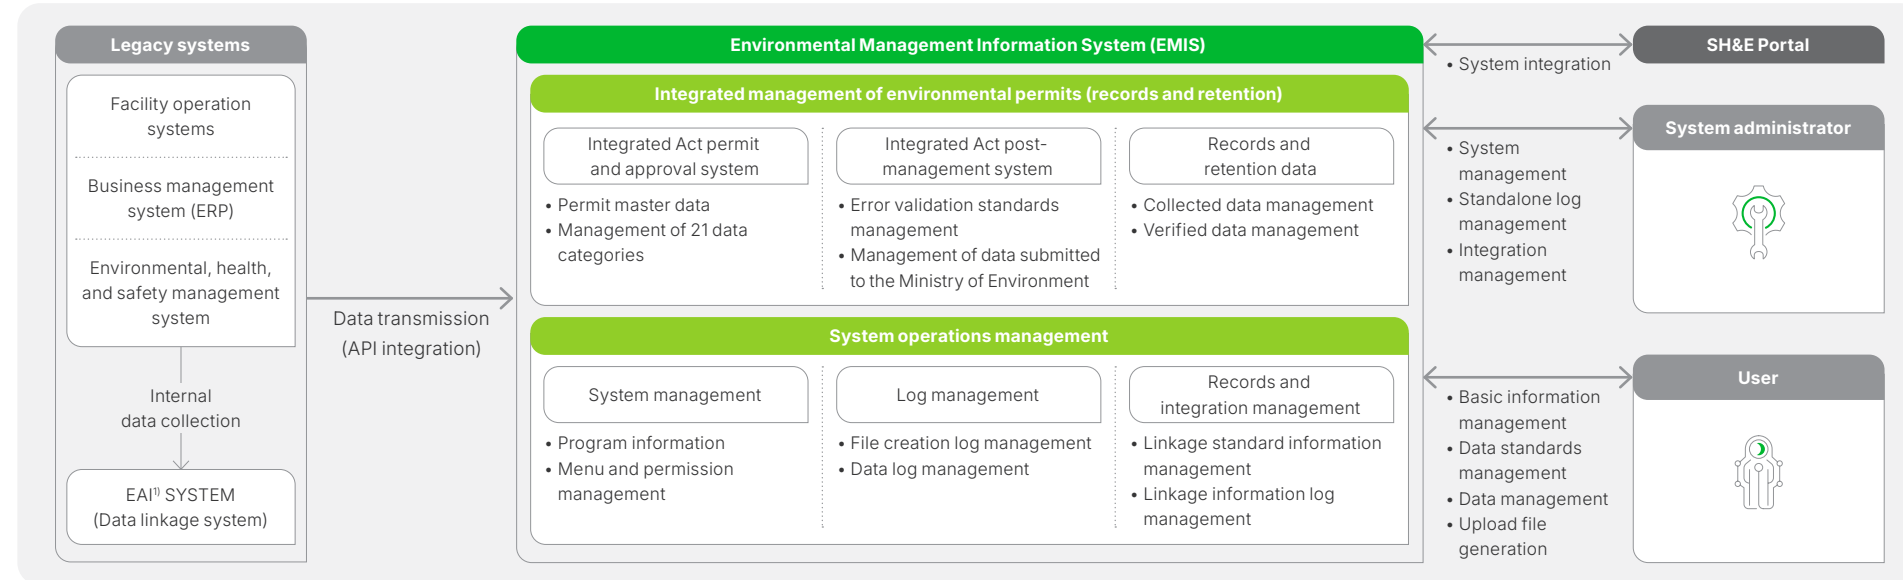 Legacy systems
Facility operation
systems
Business management
system (ERP)
Environmental, health,
and safety management
system
Internal
data collection
EAI¹⁾ SYSTEM
(Data linkage system)
Data transmission
(API integration)
Environmental Management Information System (EMIS)
Integrated management of environmental permits (records and retention)
Integrated Act permit
and approval system
• Permit master data
• Management of 21 data
categories
Integrated Act post-
management system
• Error validation standards
management
• Management of data submitted
to the Ministry of Environment
Records and
retention data
• Collected data management
• Verified data management
System operations management
System management
• Program information
• Menu and permission
management
Log management
• File creation log management
• Data log management
Records and
integration management
• Linkage standard information
management
• Linkage information log
management
• System integration
SH&E Portal
• System
management
• Standalone log
management
• Integration
management
System administrator
• Basic information
management
• Data standards
management
• Data management
• Upload file
generation
User